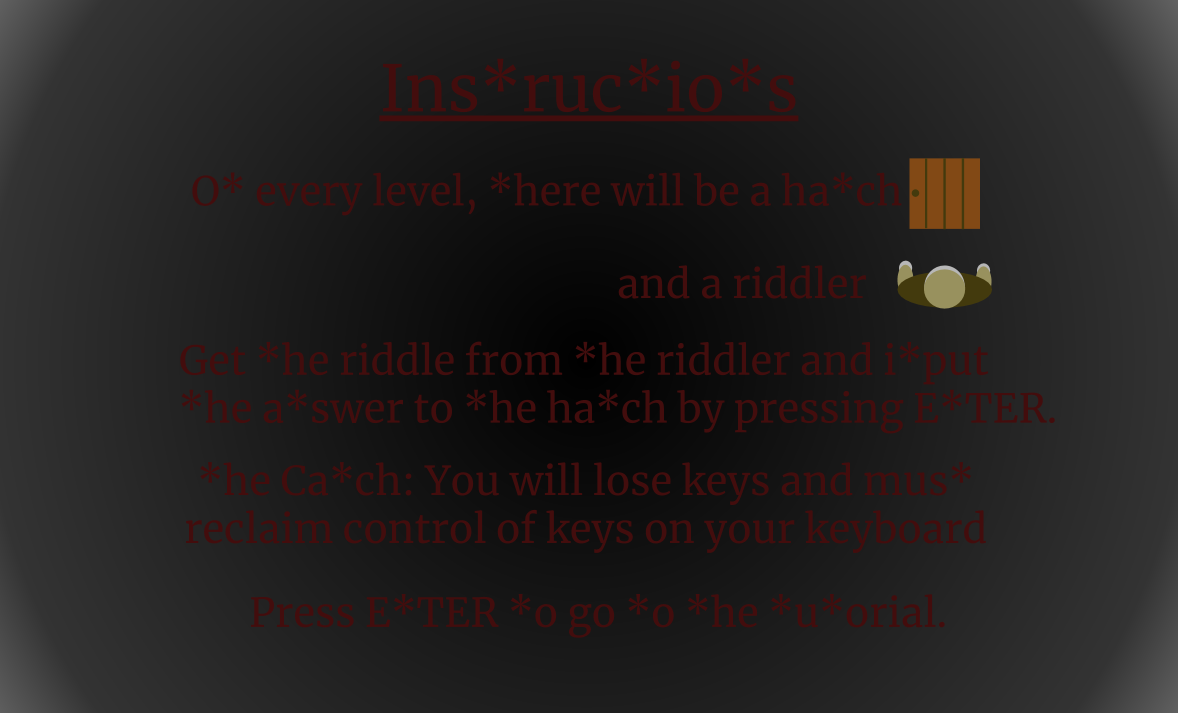 Ins*ruc*io*s
O* every level, *here will be a ha*ch
and a riddler
Get *he riddle from *he riddler and i*put
*he a*swer to *he ha*ch by pressing E*TER.
*he Ca*ch: You will lose keys and mus*
reclaim control of keys on your keyboard
Press E*TER *o go *o *he *u*orial.